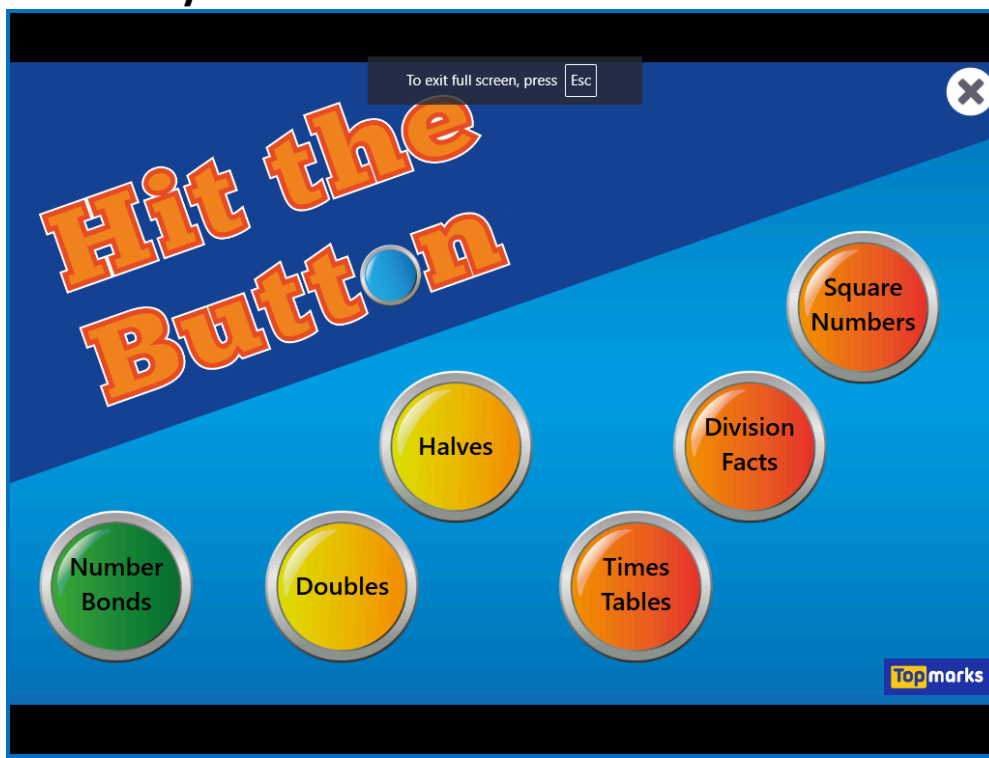 To exit full screen, press Esc
Hit the
Button
Square
Numbers
Halves
Division
Facts
Number
Bonds
Doubles
Times
Tables
Topmarks